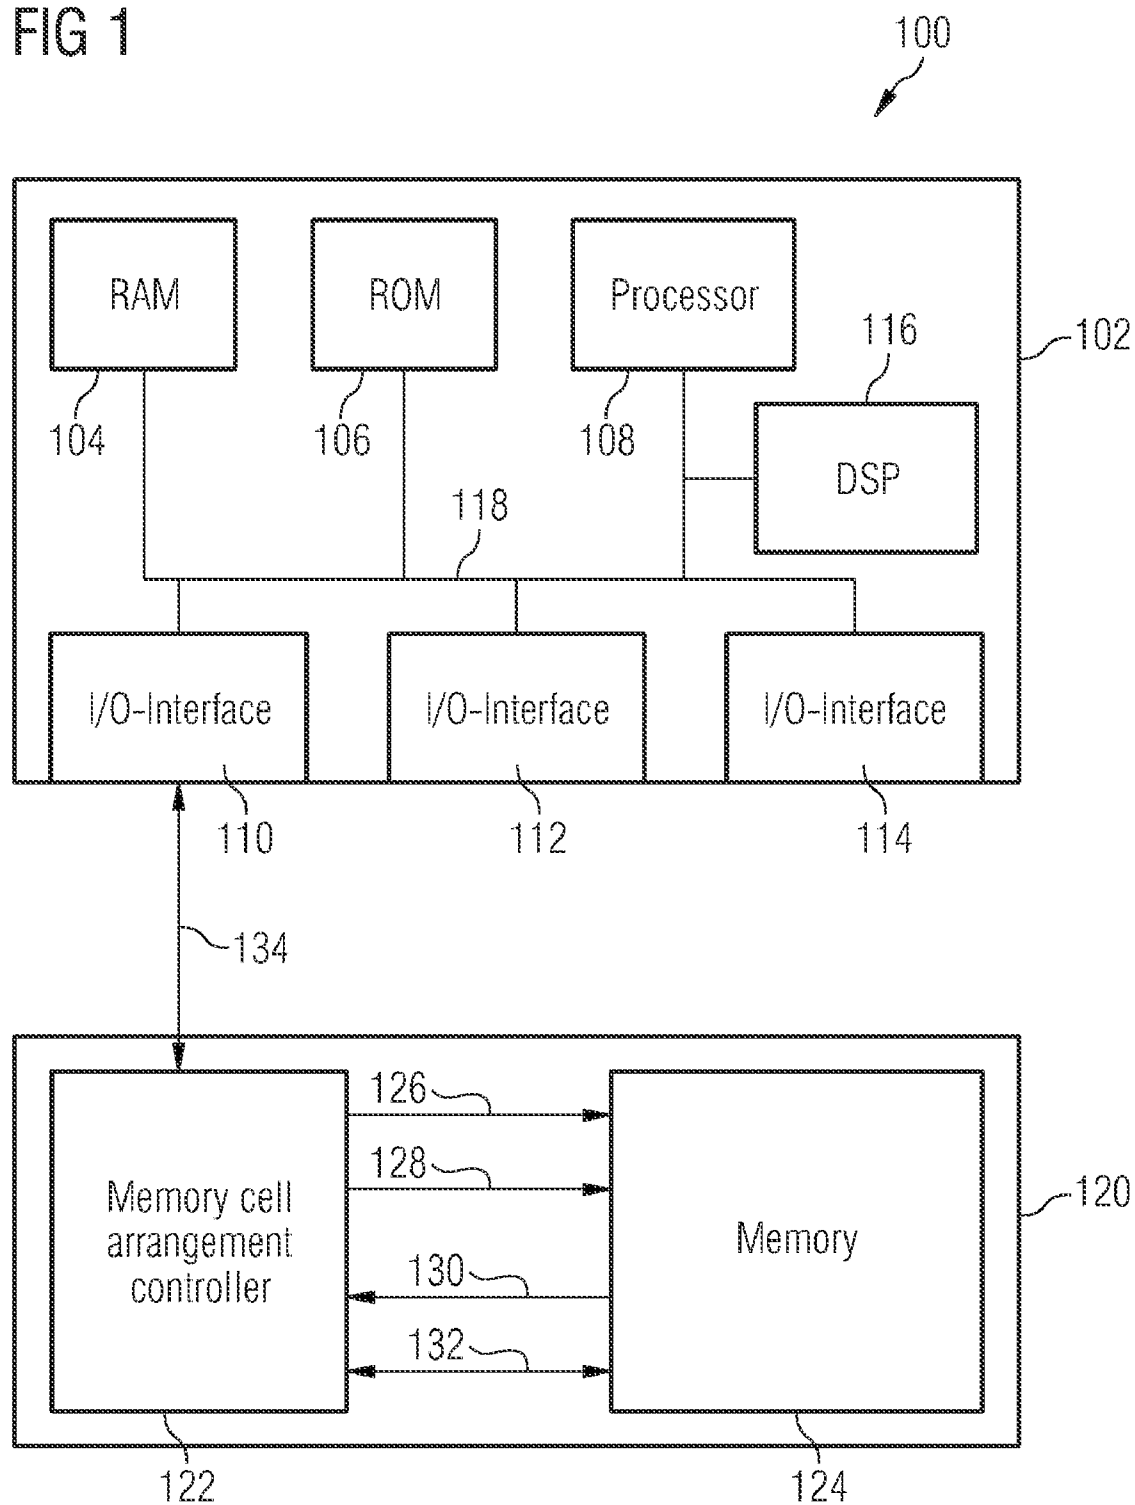 FIG 1
100
RAM
ROM
Processor
102
116
104
106
108
DSP
118
I/O-Interface
I/O-Interface
I/O-Interface
110
112
114
134
126
128
Memory cell
arrangement
controller
Memory
120
130
132
122
124